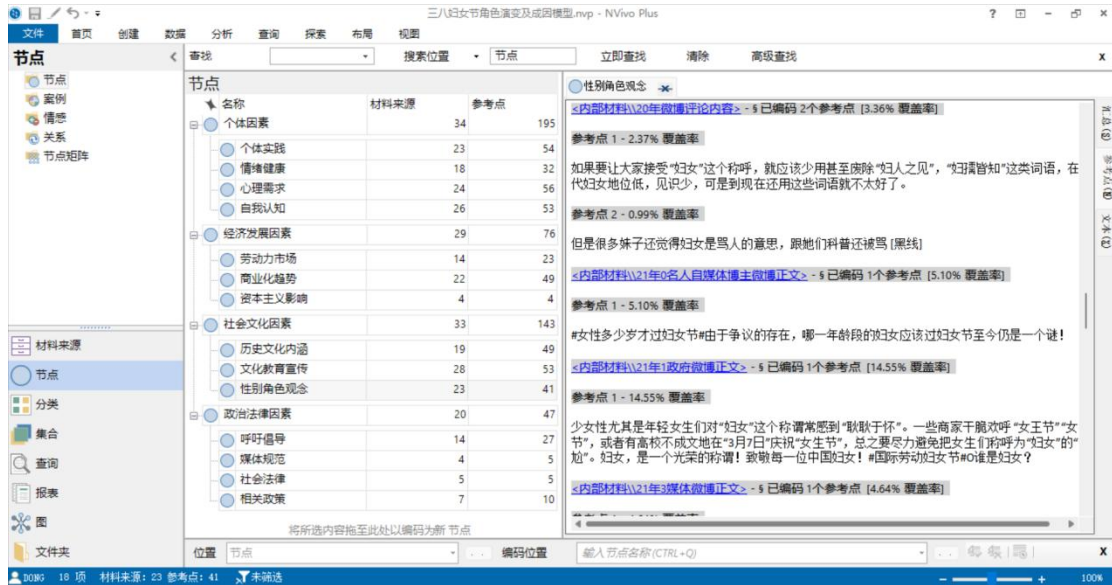 三八妇女节角色演变及成因模型.nvp - NVivo Plus
文件 首页 创建 数据 分析 查询 探索 布局 视图
节点
查找 搜索位置 节点 立即查找 清除 高级查找 x
节点
案例
情感
关系
节点矩阵
材料来源
节点
分类
集合
查询
报表
图
文件夹
节点
名称 材料来源 参考点
个体因素 34 195
个体实践 23 54
情绪健康 18 32
心理需求 24 56
自我认知 26 53
经济发展因素 29 76
劳动力市场 14 23
商业化趋势 22 49
资本主义影响 4 4
社会文化因素 33 143
历史文化内涵 19 49
文化教育宣传 28 53
性别角色观念 23 41
政治法律因素 20 47
呼吁倡导 14 27
媒体规范 4 5
社会法律 5 5
相关政策 7 10
将所选内容拖至此处以编码为新 节点
性别角色观念
<内部材料\\20年微博评论内容> - § 已编码 2个参考点 [3.36% 覆盖率]
参考点 1 - 2.37% 覆盖率
如果要让大家接受“妇女”这个称呼，就应该少用甚至废除“妇人之见”，“妇孺皆知”这类词语，在
代妇女地位低，见识少，可是到现在还用这些词语就不太好了。
参考点 2 - 0.99% 覆盖率
但是很多妹子还觉得妇女是骂人的意思，跟她们科普还被骂 [黑线]
<内部材料\\21年0名人自媒体博主微博正文> - § 已编码 1个参考点 [5.10% 覆盖率]
参考点 1 - 5.10% 覆盖率
#女性多少岁才过妇女节#由于争议的存在，哪一年龄段的妇女应该过妇女节至今仍是一个谜！
<内部材料\\21年1政府微博正文> - § 已编码 1个参考点 [14.55% 覆盖率]
参考点 1 - 14.55% 覆盖率
少女性尤其是年轻女生们对“妇女”这个称谓常感到“耿耿于怀”。一些商家干脆欢呼 “女王节”“女
节”，或者有高校不成文地在“3月7日”庆祝“女生节”，总之要尽力避免把女生们称呼为“妇女”的“
尬”。妇女，是一个光荣的称谓！致敬每一位中国妇女！#国际劳动妇女节#0谁是妇女？
<内部材料\\21年3媒体微博正文> - § 已编码 1个参考点 [4.64% 覆盖率]
汇总(S)
参考点(R)
文本(T)
位置 节点 编码位置 输入节点名称(CTRL+Q) x
DONG 18 项 材料来源: 23 参考点: 41 未筛选 100%